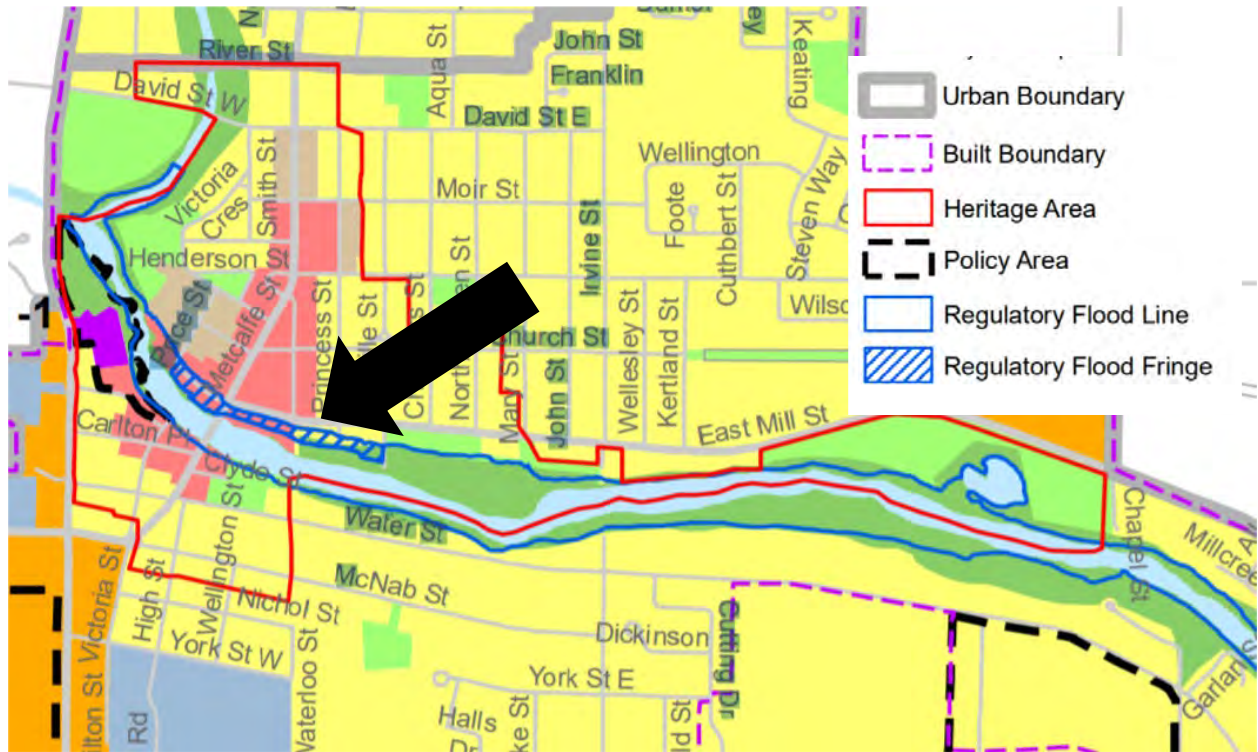 River St
David St W
Aqua St
John St
Franklin
David St E
Keating
Wellington
Victoria
Cres
Smith St
Moir St
Irvine St
Foote
Cuthbert St
Steven Way
Henderson St
Price St
Metcalfe St
Princess St
Church St
Mary St
John St
Wellesley St
Kertland St
East Mill St
Carlton Pl
Clyde St
Water St
McNab St
Nichol St
High St
Wellington St
Victoria St
York St W
Waterloo St
Rd
Dickinson
York St E
Halls
Cutting Dr
Chapel St
Urban Boundary
Built Boundary
Heritage Area
Policy Area
Regulatory Flood Line
Regulatory Flood Fringe